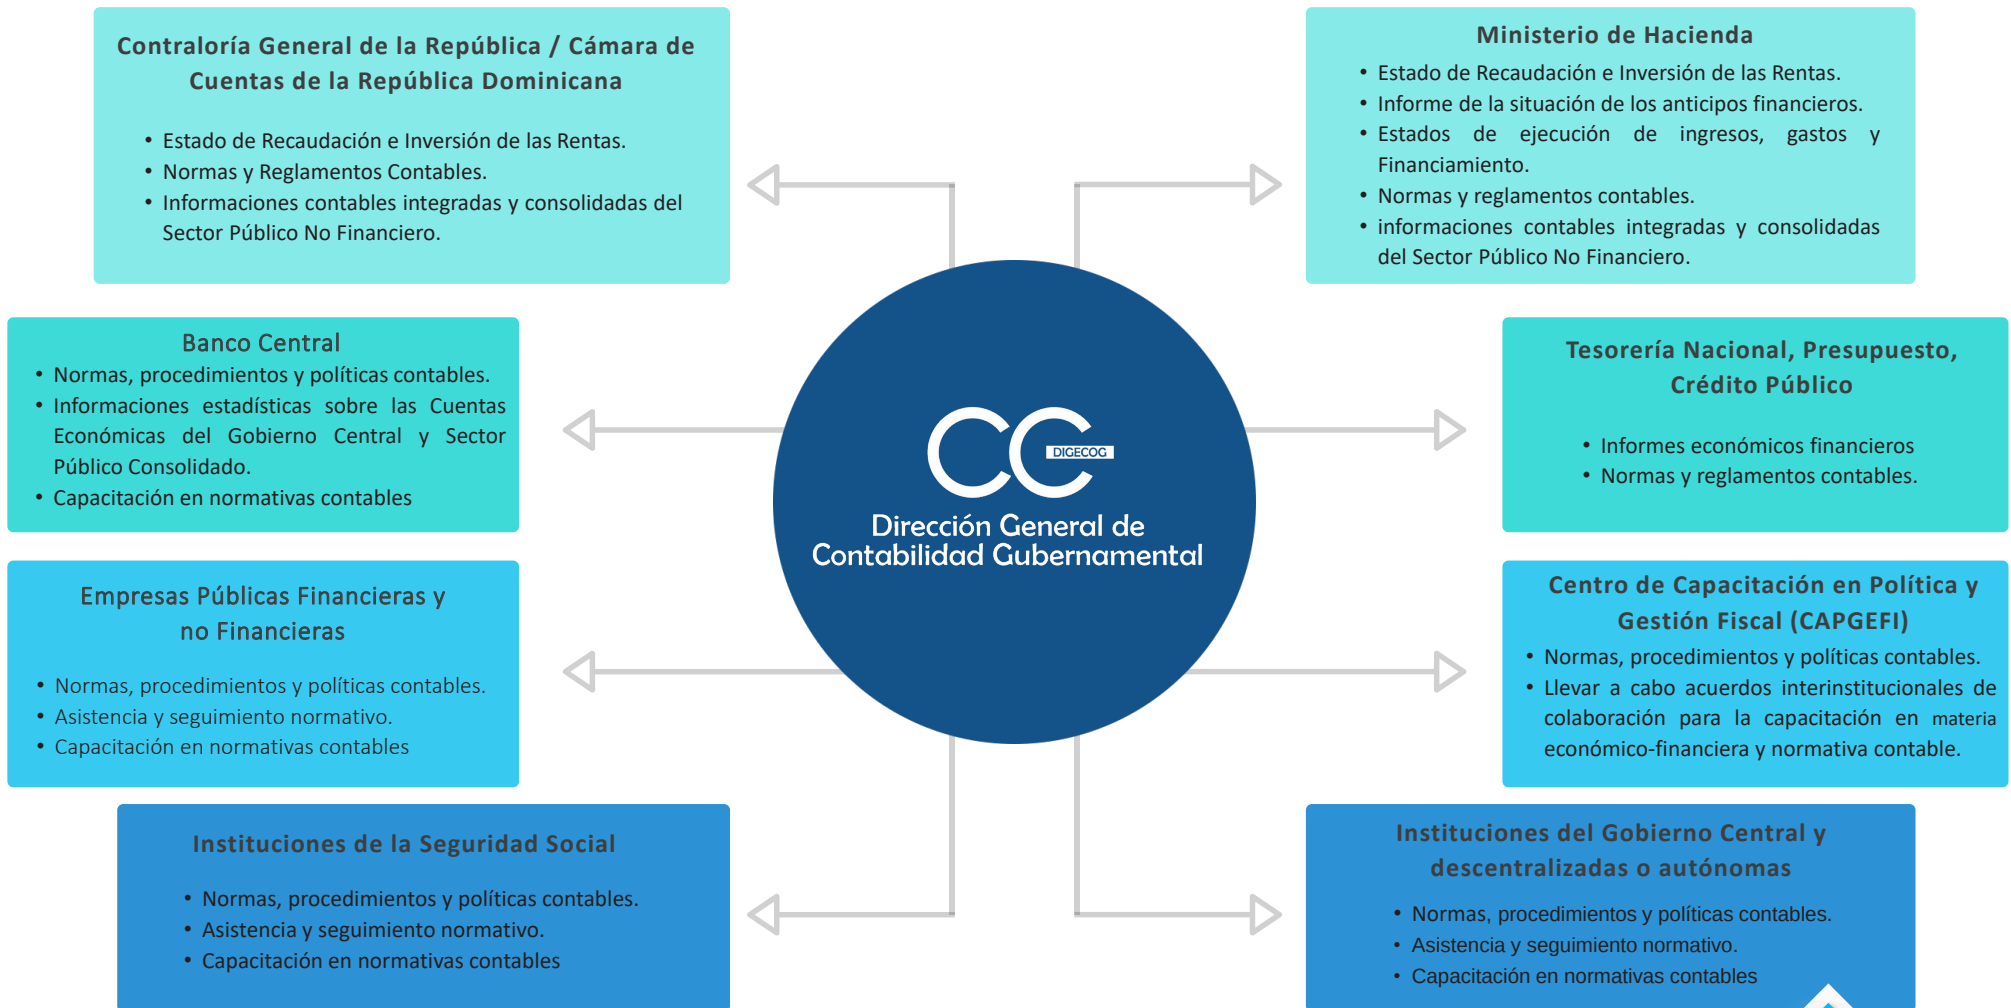 Contraloría General de la República / Cámara de
Cuentas de la República Dominicana
• Estado de Recaudación e Inversión de las Rentas.
• Normas y Reglamentos Contables.
• Informaciones contables integradas y consolidadas del
Sector Público No Financiero.
Ministerio de Hacienda
• Estado de Recaudación e Inversión de las Rentas.
• Informe de la situación de los anticipos financieros.
• Estados de ejecución de ingresos, gastos y
Financiamiento.
• Normas y reglamentos contables.
• informaciones contables integradas y consolidadas
del Sector Público No Financiero.
Banco Central
• Normas, procedimientos y políticas contables.
• Informaciones estadísticas sobre las Cuentas
Económicas del Gobierno Central y Sector
Público Consolidado.
• Capacitación en normativas contables
DIGECOG
Dirección General de
Contabilidad Gubernamental
Tesorería Nacional, Presupuesto,
Crédito Público
• Informes económicos financieros
• Normas y reglamentos contables.
Empresas Públicas Financieras y
no Financieras
• Normas, procedimientos y políticas contables.
• Asistencia y seguimiento normativo.
• Capacitación en normativas contables
Centro de Capacitación en Política y
Gestión Fiscal (CAPGEFI)
• Normas, procedimientos y políticas contables.
• Llevar a cabo acuerdos interinstitucionales de
colaboración para la capacitación en materia
económico-financiera y normativa contable.
Instituciones de la Seguridad Social
• Normas, procedimientos y políticas contables.
• Asistencia y seguimiento normativo.
• Capacitación en normativas contables
Instituciones del Gobierno Central y
descentralizadas o autónomas
• Normas, procedimientos y políticas contables.
• Asistencia y seguimiento normativo.
• Capacitación en normativas contables